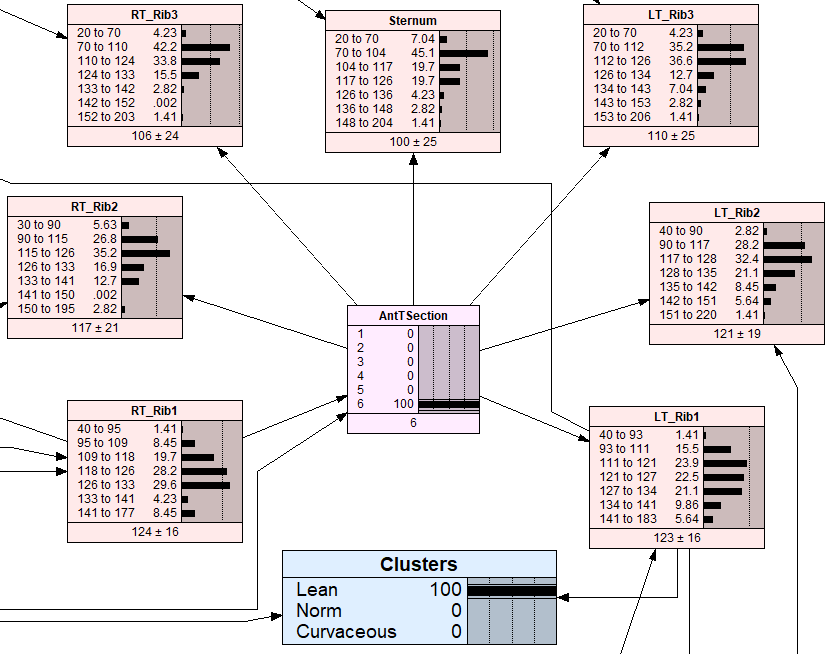 RT_Rib3
20 to 70 4.23
70 to 110 42.2
110 to 124 33.8
124 to 133 15.5
133 to 142 2.82
142 to 152 .002
152 to 203 1.41
106 ± 24
Sternum
20 to 70 7.04
70 to 104 45.1
104 to 117 19.7
117 to 126 19.7
126 to 136 4.23
136 to 148 2.82
148 to 204 1.41
100 ± 25
LT_Rib3
20 to 70 4.23
70 to 112 35.2
112 to 126 36.6
126 to 134 12.7
134 to 143 7.04
143 to 153 2.82
153 to 206 1.41
110 ± 25
RT_Rib2
30 to 90 5.63
90 to 115 26.8
115 to 126 35.2
126 to 133 16.9
133 to 141 12.7
141 to 150 .002
150 to 195 2.82
117 ± 21
LT_Rib2
40 to 90 2.82
90 to 117 28.2
117 to 128 32.4
128 to 135 21.1
135 to 142 8.45
142 to 151 5.64
151 to 220 1.41
121 ± 19
AntTSection
1 0
2 0
3 0
4 0
5 0
6 100
6
RT_Rib1
40 to 95 1.41
95 to 109 8.45
109 to 118 19.7
118 to 126 28.2
126 to 133 29.6
133 to 141 4.23
141 to 177 8.45
124 ± 16
LT_Rib1
40 to 93 1.41
93 to 111 15.5
111 to 121 23.9
121 to 127 22.5
127 to 134 21.1
134 to 141 9.86
141 to 183 5.64
123 ± 16
Clusters
Lean 100
Norm 0
Curvaceous 0